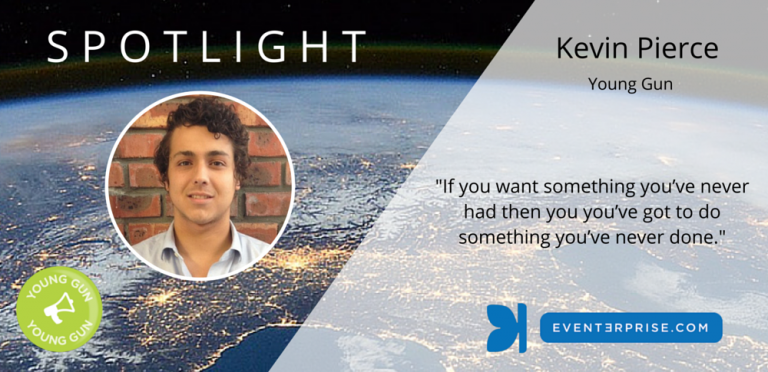 SPOTLIGHT
Kevin Pierce
Young Gun
"If you want something you’ve never
had then you you’ve got to do
something you’ve never done."
YOUNG GUN
YOUNG GUN
EVENTƎRPRISE.COM